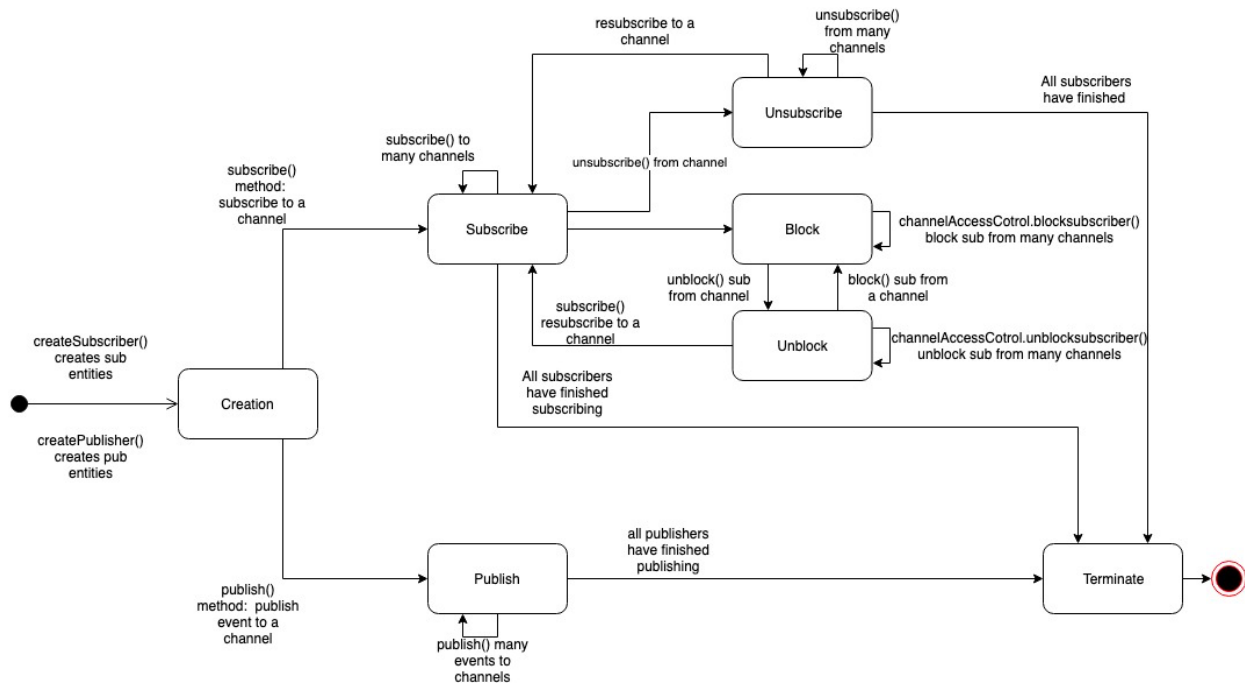 resubscribe to a
channel
unsubscribe()
from many
channels
All subscribers
have finished
Unsubscribe
subscribe() to
many channels
unsubscribe() from channel
subscribe()
method:
subscribe to a
channel
Subscribe
Block
channelAccessCotrol.blocksubscriber()
block sub from many channels
unblock() sub
from channel
block() sub from
a channel
subscribe()
resubscribe to a
channel
Unblock
channelAccessCotrol.unblocksubscriber()
unblock sub from many channels
createSubscriber()
creates sub
entities
All subscribers
have finished
subscribing
Creation
createPublisher()
creates pub
entities
all publishers
have finished
publishing
Publish
Terminate
publish()
method: publish
event to a
channel
publish() many
events to
channels